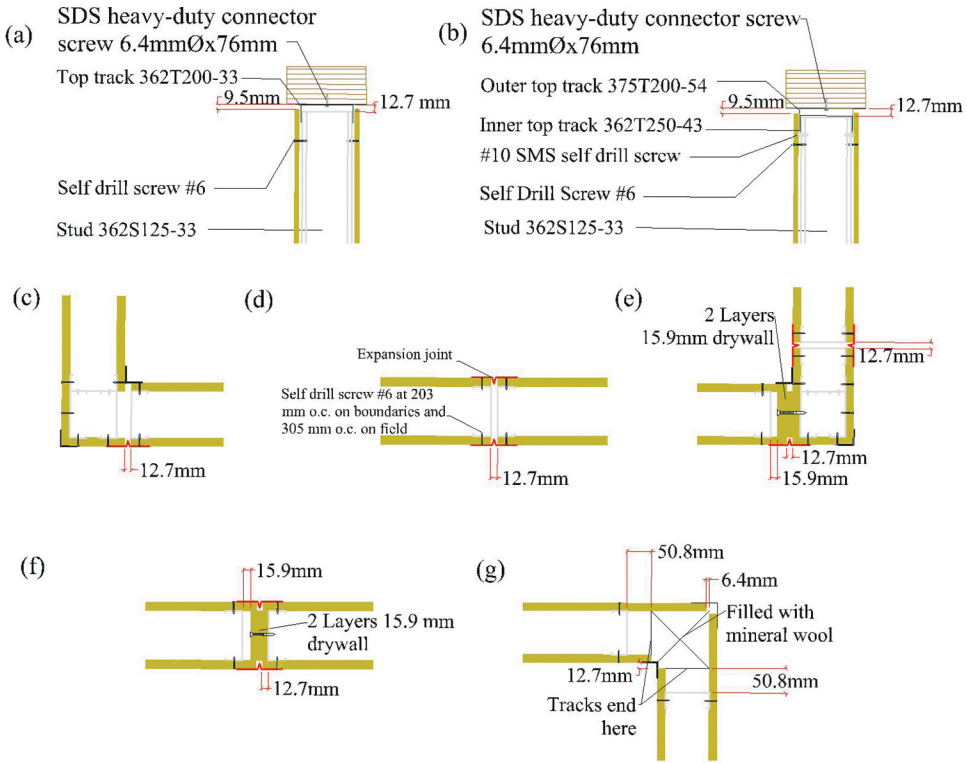 (a)
SDS heavy-duty connector
screw 6.4mmØx76mm
Top track 362T200-33
9.5mm
12.7 mm
Self drill screw #6
Stud 362S125-33
(b)
SDS heavy-duty connector screw
6.4mmØx76mm
Outer top track 375T200-54
9.5mm
12.7mm
Inner top track 362T250-43
#10 SMS self drill screw
Self Drill Screw #6
Stud 362S125-33
(c)
12.7mm
(d)
Expansion joint
Self drill screw #6 at 203
mm o.c. on boundaries and
305 mm o.c. on field
12.7mm
(e)
2 Layers
15.9mm drywall
12.7mm
12.7mm
15.9mm
(f)
15.9mm
2 Layers 15.9 mm
drywall
12.7mm
(g)
50.8mm
6.4mm
Filled with
mineral wool
12.7mm
50.8mm
Tracks end
here